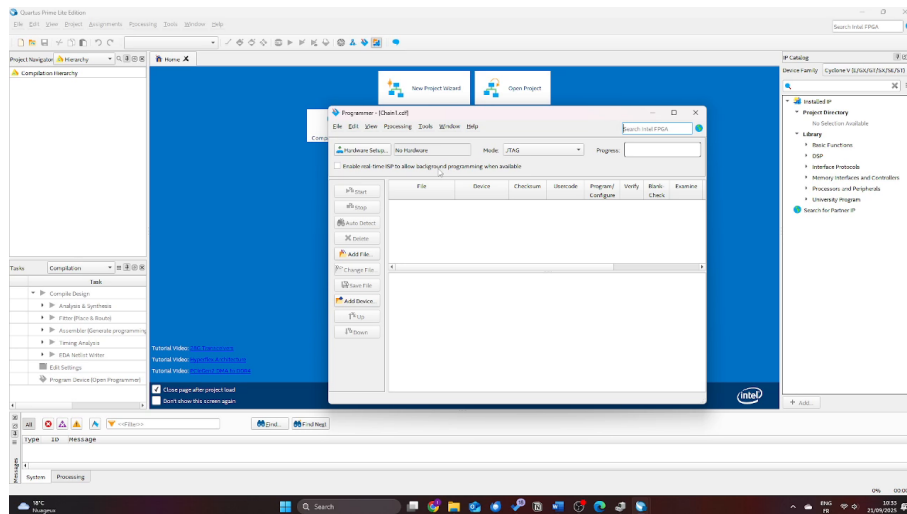 Quartus Prime Lite Edition
File Edit View Project Assignments Processing Tools Window Help
Search Intel FPGA
Project Navigator Hierarchy
Home
IP Catalog
Compilation Hierarchy
Device Family Cyclone V (E/GX/GT/SX/SE/ST)
New Project Wizard
Open Project
Installed IP
Project Directory
No Selection Available
Library
Basic Functions
DSP
Interface Protocols
Memory Interfaces and Controllers
Processors and Peripherals
University Program
Search for Partner IP
Programmer - [Chain1.cdf]
File Edit View Processing Tools Window Help
Search Intel FPGA
Hardware Setup... No Hardware Mode: JTAG Progress:
Enable real-time ISP to allow background programming when available
File Device Checksum Usercode Program/ Verify Blank- Examine
Configure Check
Start
Stop
Auto Detect
Delete
Add File...
Change File...
Save File
Add Device...
Up
Down
Tasks Compilation
Task
Compile Design
Analysis & Synthesis
Fitter (Place & Route)
Assembler (Generate programming
Timing Analysis
EDA Netlist Writer
Edit Settings
Program Device (Open Programmer)
Tutorial Video:
Tutorial Video:
Tutorial Video:
Close page after project load
Don't show this screen again
intel
+ Add...
All
<<Filter>>
Find...
Find Next
Type ID Message
Messages
System Processing
0% 00:00
18°C
Nuageux
Search
ENG
FR
10:33
21/09/2025